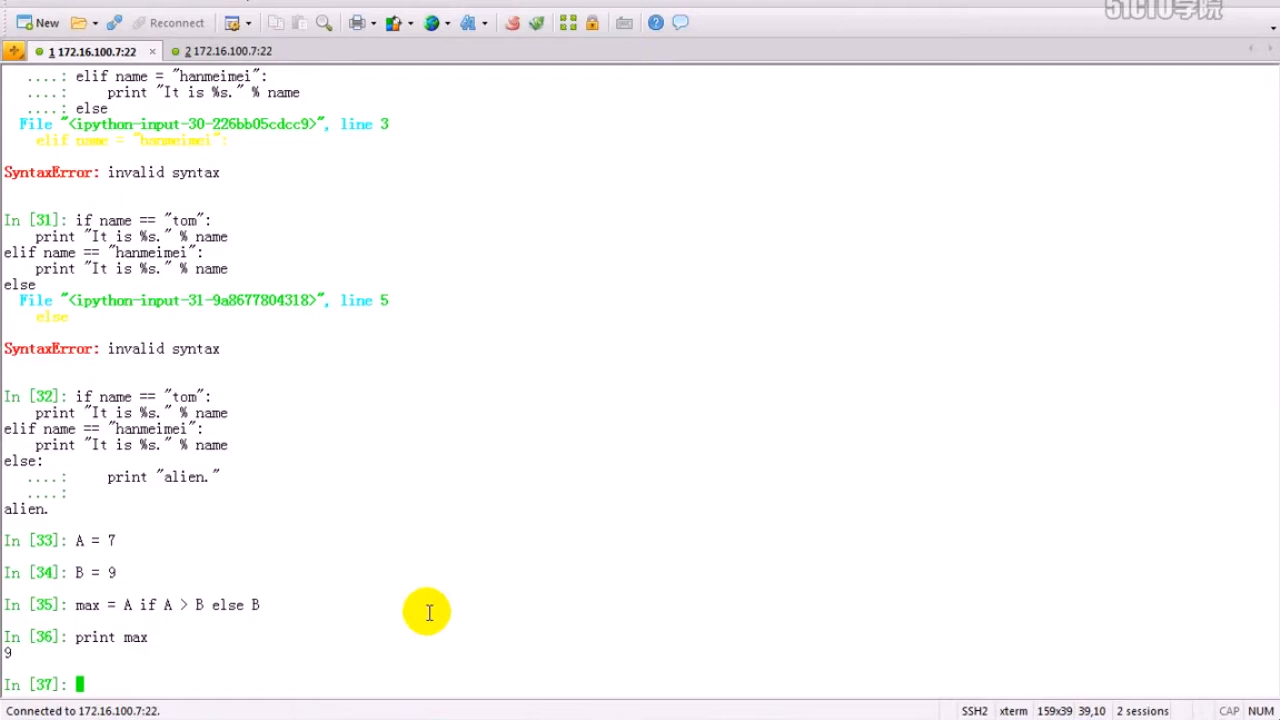 51CTO学院
New
Reconnect
1 172.16.100.7:22 × 2 172.16.100.7:22
....: elif name = "hanmeimei":
....:     print "It is %s." % name
....: else
File "<ipython-input-30-226bb05cdcc9>", line 3
elif name = "hanmeimei":
SyntaxError: invalid syntax
In [31]: if name == "tom":
    print "It is %s." % name
elif name == "hanmeimei":
    print "It is %s." % name
else
File "<ipython-input-31-9a8677804318>", line 5
else
SyntaxError: invalid syntax
In [32]: if name == "tom":
    print "It is %s." % name
elif name == "hanmeimei":
    print "It is %s." % name
else:
....:     print "alien."
....:
alien.
In [33]: A = 7
In [34]: B = 9
In [35]: max = A if A > B else B
In [36]: print max
9
In [37]:
Connected to 172.16.100.7:22. SSH2 xterm 159x39 39,10 2 sessions CAP NUM